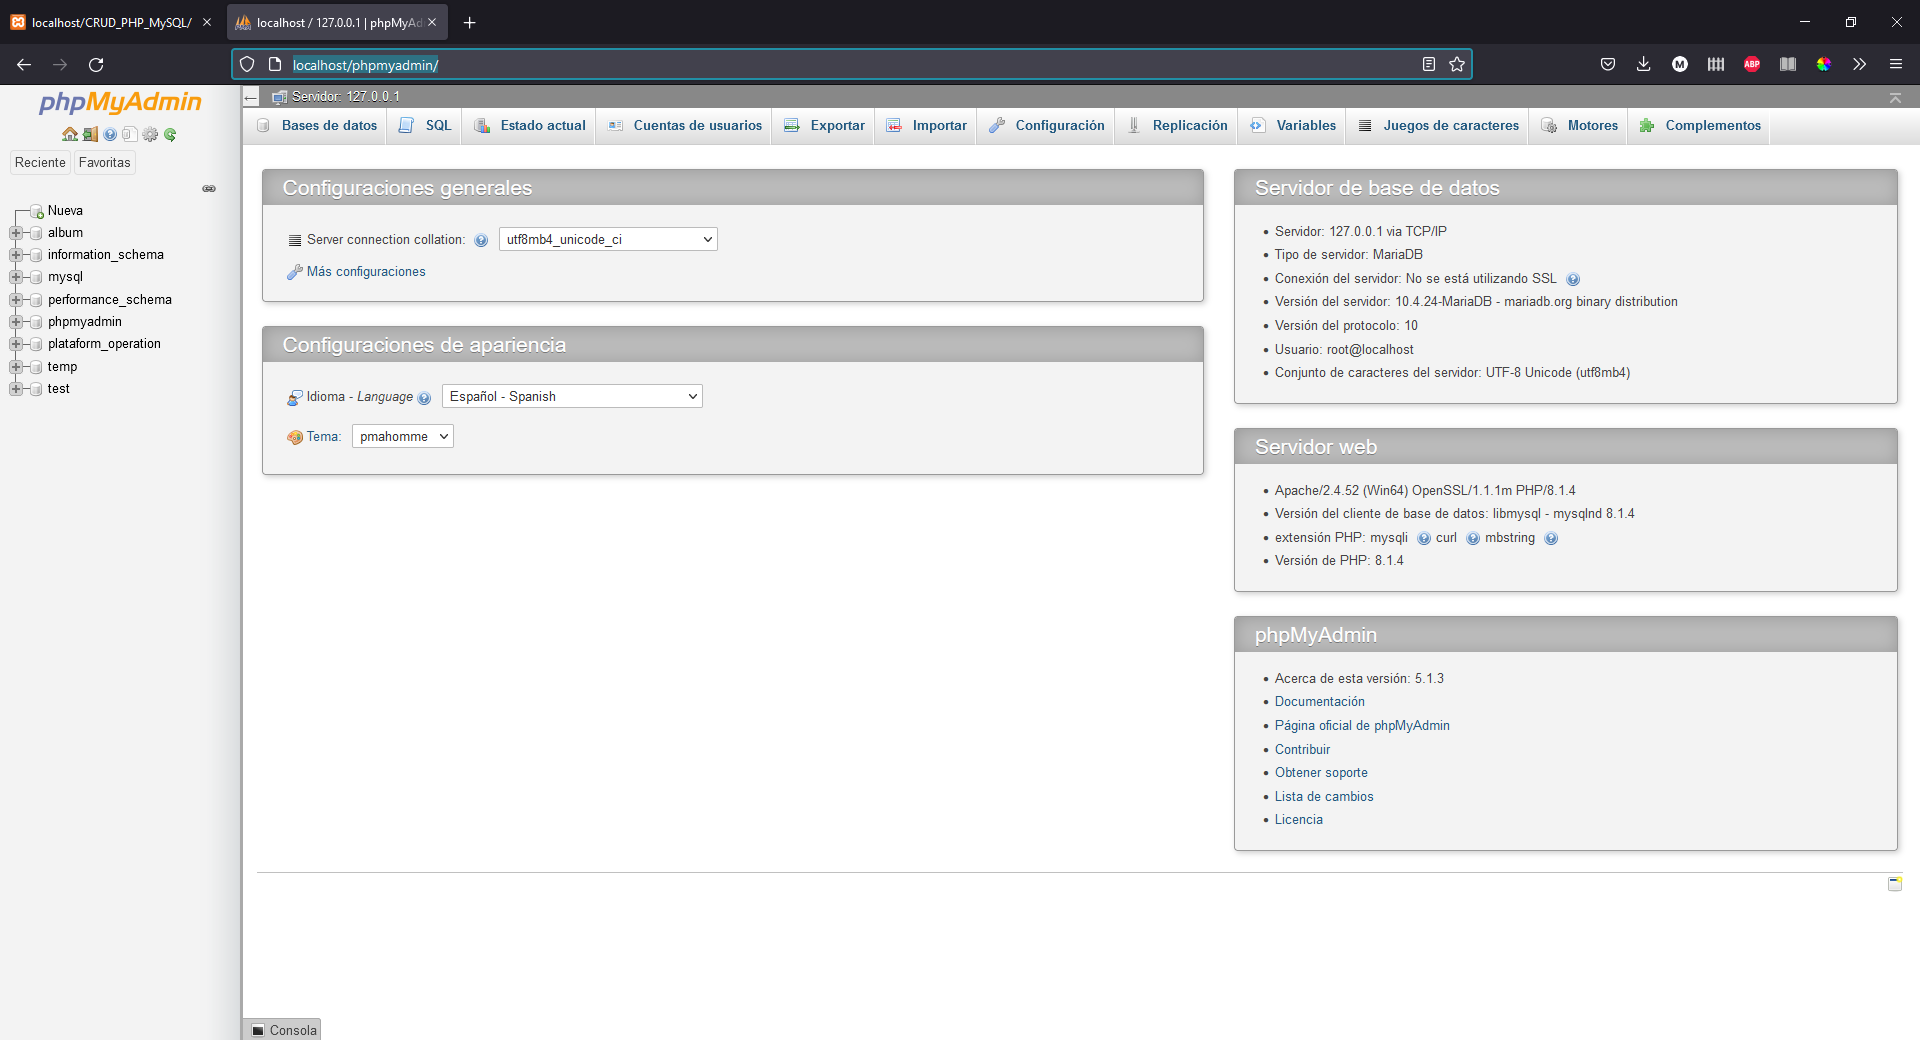 localhost/CRUD_PHP_MySQL/
localhost / 127.0.0.1 | phpMyAd
localhost/phpmyadmin/
M
ABP
phpMyAdmin
Reciente
Favoritas
Nueva
album
information_schema
mysql
performance_schema
phpmyadmin
plataform_operation
temp
test
Servidor: 127.0.0.1
Bases de datos
SQL
Estado actual
Cuentas de usuarios
Exportar
Importar
Configuración
Replicación
Variables
Juegos de caracteres
Motores
Complementos
Configuraciones generales
Server connection collation:
utf8mb4_unicode_ci
Más configuraciones
Configuraciones de apariencia
Idioma - Language
Español - Spanish
Tema:
pmahomme
Servidor de base de datos
Servidor: 127.0.0.1 via TCP/IP
Tipo de servidor: MariaDB
Conexión del servidor: No se está utilizando SSL
Versión del servidor: 10.4.24-MariaDB - mariadb.org binary distribution
Versión del protocolo: 10
Usuario: root@localhost
Conjunto de caracteres del servidor: UTF-8 Unicode (utf8mb4)
Servidor web
Apache/2.4.52 (Win64) OpenSSL/1.1.1m PHP/8.1.4
Versión del cliente de base de datos: libmysql - mysqlnd 8.1.4
extensión PHP: mysqli curl mbstring
Versión de PHP: 8.1.4
phpMyAdmin
Acerca de esta versión: 5.1.3
Documentación
Página oficial de phpMyAdmin
Contribuir
Obtener soporte
Lista de cambios
Licencia
Consola